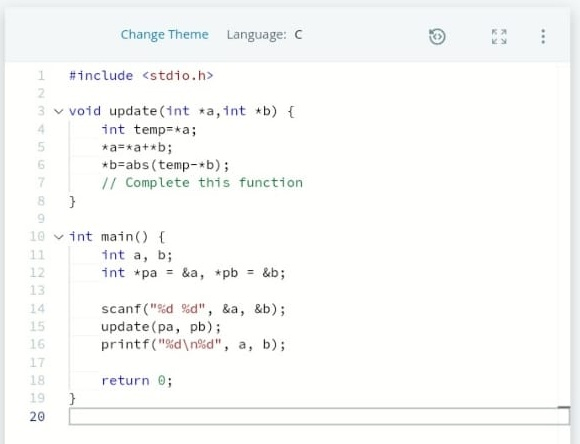 Change Theme Language: C
1 #include <stdio.h>
2
3 void update(int *a,int *b) {
4     int temp=*a;
5     *a=*a+*b;
6     *b=abs(temp-*b);
7     // Complete this function
8 }
9
10 int main() {
11     int a, b;
12     int *pa = &a, *pb = &b;
13
14     scanf("%d %d", &a, &b);
15     update(pa, pb);
16     printf("%d\n%d", a, b);
17
18     return 0;
19 }
20